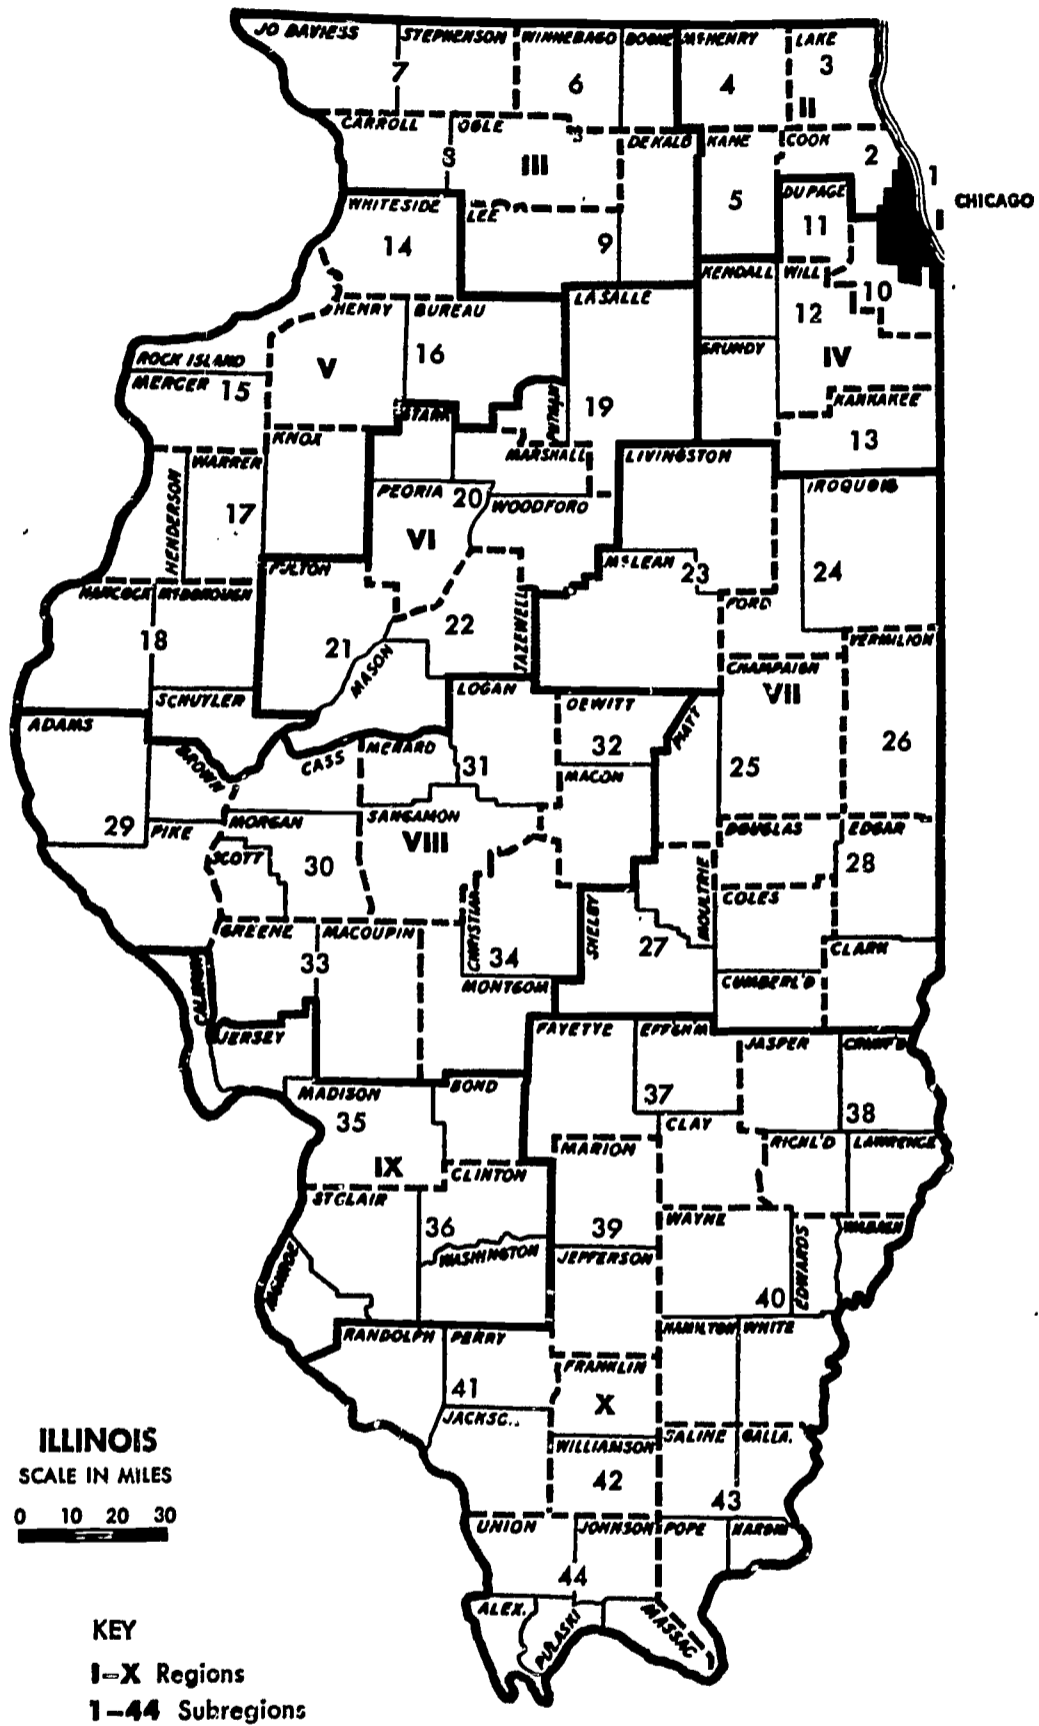 JO DAVIESS STEPHENSON WINNEBAGO BOONE McHENRY LAKE
7 6 4 3
II
CARROLL OGLE DE KALB KANE COOK 2
8 III 3 5 1
CHICAGO
WHITESIDE LEE DU PAGE
14 9 11
KENDALL WILL
HENRY BUREAU LASALLE 12 10
ROCK ISLAND V 16 GRUNDY IV
MERCER 15 KANKAKEE
STARK PUTNAM 19 13
KNOX MARSHALL LIVINGSTON
WARREN PEORIA 20 WOODFORD IROQUOIS
HENDERSON 17 VI
FULTON McLEAN 23 24
HANCOCK McDONOUGH TAZEWELL FORD
18 21 22 VERMILION
MASON CHAMPAIGN
SCHUYLER LOGAN VII
ADAMS DEWITT PIATT
BROWN CASS MENARD 31 32 25 26
MACON
29 PIKE MORGAN SANGAMON DOUGLAS EDGAR
SCOTT 30 VIII 28
MOULTRIE COLES
GREENE MACOUPIN CHRISTIAN SHELBY 27
CALHOUN 33 34 CLARK
MONTGOM CUMBERL'D
JERSEY FAYETTE EFFGHM JASPER CRAWF'D
MADISON BOND 37 38
35 CLAY
IX MARION RICHL'D LAWRENCE
CLINTON
ST CLAIR WAYNE
36 39 EDWARDS WABASH
MONROE WASHINGTON JEFFERSON
40
RANDOLPH PERRY HAMILTON WHITE
FRANKLIN
41 X
JACKSO..
WILLIAMSON SALINE GALLA.
42 43
UNION JOHNSON POPE HARDIN
44
ALEX. PULASKI MASSAC
ILLINOIS
SCALE IN MILES
0 10 20 30
KEY
I–X Regions
1–44 Subregions